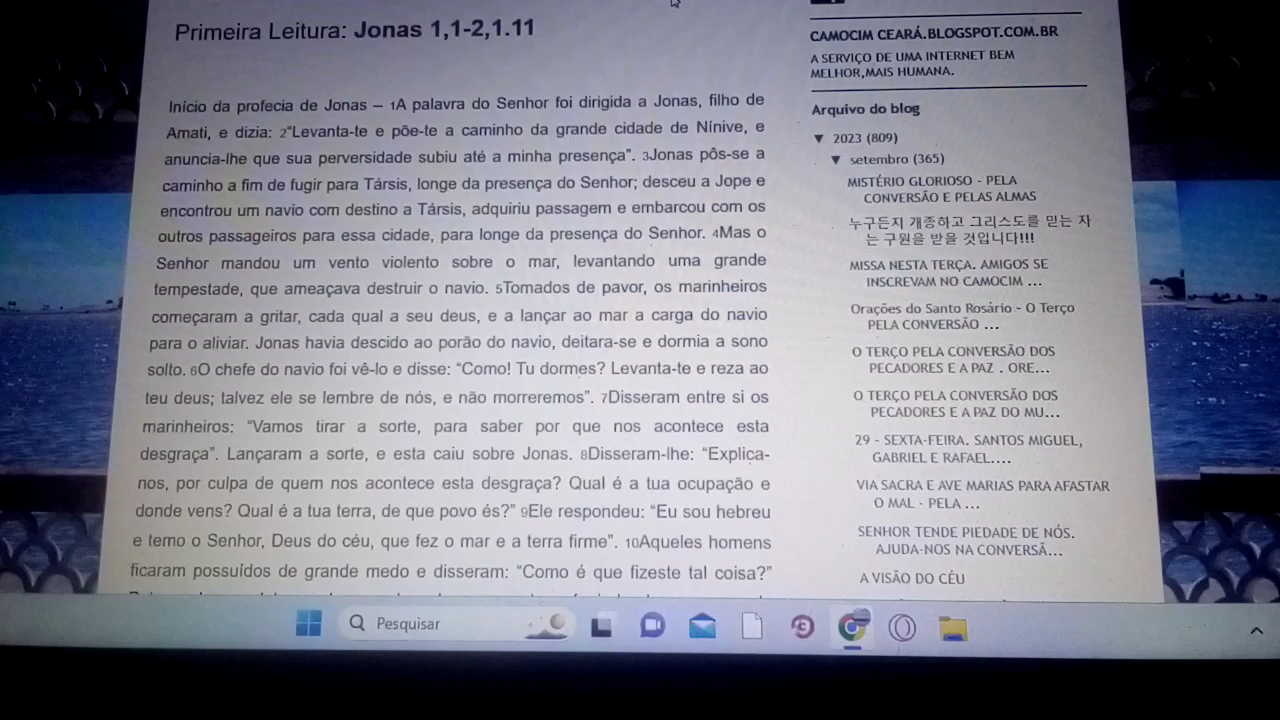 Primeira Leitura: Jonas 1,1-2,1.11
Início da profecia de Jonas – 1A palavra do Senhor foi dirigida a Jonas, filho de
Amati, e dizia: 2“Levanta-te e põe-te a caminho da grande cidade de Nínive, e
anuncia-lhe que sua perversidade subiu até a minha presença”. 3Jonas pôs-se a
caminho a fim de fugir para Társis, longe da presença do Senhor; desceu a Jope e
encontrou um navio com destino a Társis, adquiriu passagem e embarcou com os
outros passageiros para essa cidade, para longe da presença do Senhor. 4Mas o
Senhor mandou um vento violento sobre o mar, levantando uma grande
tempestade, que ameaçava destruir o navio. 5Tomados de pavor, os marinheiros
começaram a gritar, cada qual a seu deus, e a lançar ao mar a carga do navio
para o aliviar. Jonas havia descido ao porão do navio, deitara-se e dormia a sono
solto. 6O chefe do navio foi vê-lo e disse: “Como! Tu dormes? Levanta-te e reza ao
teu deus; talvez ele se lembre de nós, e não morreremos”. 7Disseram entre si os
marinheiros: “Vamos tirar a sorte, para saber por que nos acontece esta
desgraça”. Lançaram a sorte, e esta caiu sobre Jonas. 8Disseram-lhe: “Explica-
nos, por culpa de quem nos acontece esta desgraça? Qual é a tua ocupação e
donde vens? Qual é a tua terra, de que povo és?” 9Ele respondeu: “Eu sou hebreu
e temo o Senhor, Deus do céu, que fez o mar e a terra firme”. 10Aqueles homens
ficaram possuídos de grande medo e disseram: “Como é que fizeste tal coisa?”
CAMOCIM CEARÁ.BLOGSPOT.COM.BR
A SERVIÇO DE UMA INTERNET BEM
MELHOR,MAIS HUMANA.
Arquivo do blog
▼ 2023 (809)
▼ setembro (365)
MISTÉRIO GLORIOSO - PELA
CONVERSÃO E PELAS ALMAS
누구든지 개종하고 그리스도를 믿는 자
는 구원을 받을 것입니다!!!
MISSA NESTA TERÇA. AMIGOS SE
INSCREVAM NO CAMOCIM ...
Orações do Santo Rosário - O Terço
PELA CONVERSÃO ...
O TERÇO PELA CONVERSÃO DOS
PECADORES E A PAZ . ORE...
O TERÇO PELA CONVERSÃO DOS
PECADORES E A PAZ DO MU...
29 - SEXTA-FEIRA. SANTOS MIGUEL,
GABRIEL E RAFAEL....
VIA SACRA E AVE MARIAS PARA AFASTAR
O MAL - PELA ...
SENHOR TENDE PIEDADE DE NÓS.
AJUDA-NOS NA CONVERSÃ...
A VISÃO DO CÉU
Pesquisar